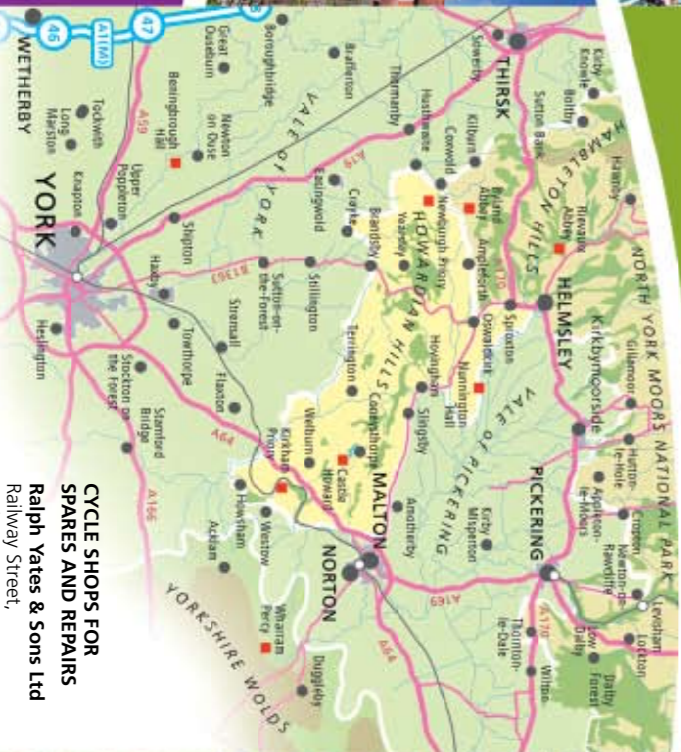 NORTH YORK MOORS NATIONAL PARK
Kirby
Knowle
Boltby
HAMBLETON HILLS
Hawnby
Gillamoor
Hutton-
le-Hole
Cropton
Newton-on-
Rawcliffe
Levisham
Lockton
THIRSK
Sowerby
Sutton Bank
Rievaulx
Abbey
HELMSLEY
Kirkbymoorside
Appleton-
le-Moors
PICKERING
Low
Dalby
Dalby
Forest
Thornton-
le-Dale
Wilton
A170
A170
Kilburn
Byland
Abbey
Ampleforth
Sproxton
Oswaldkirk
Nunnington
Hall
VALE OF PICKERING
Kirby
Misperton
A169
Thormanby
Husthwaite
Coxwold
Newburgh Priory
Yearsley
HOWARDIAN HILLS
Hovingham
Slingsby
Amotherby
Brafferton
A19
Easingwold
Crayke
Brandsby
Terrington
Coneysthorpe
Castle
Howard
MALTON
NORTON
A64
Boroughbridge
VALE OF YORK
Stillington
Sutton-on-
the-Forest
B1363
Welburn
Kirkham
Priory
Westow
Howsham
Wharram
Percy
Duggleby
YORKSHIRE WOLDS
Great
Ouseburn
Newton
on Ouse
Beningbrough
Hall
Shipton
Haxby
Strensall
Towthorpe
Flaxton
A64
Acklam
47
A1(M)
46
A59
WETHERBY
Tockwith
Long
Marston
Upper
Poppleton
Knapton
YORK
Heslington
Stockton on
the Forest
Stamford
Bridge
A166
CYCLE SHOPS FOR
SPARES AND REPAIRS
Ralph Yates & Sons Ltd
Railway Street,